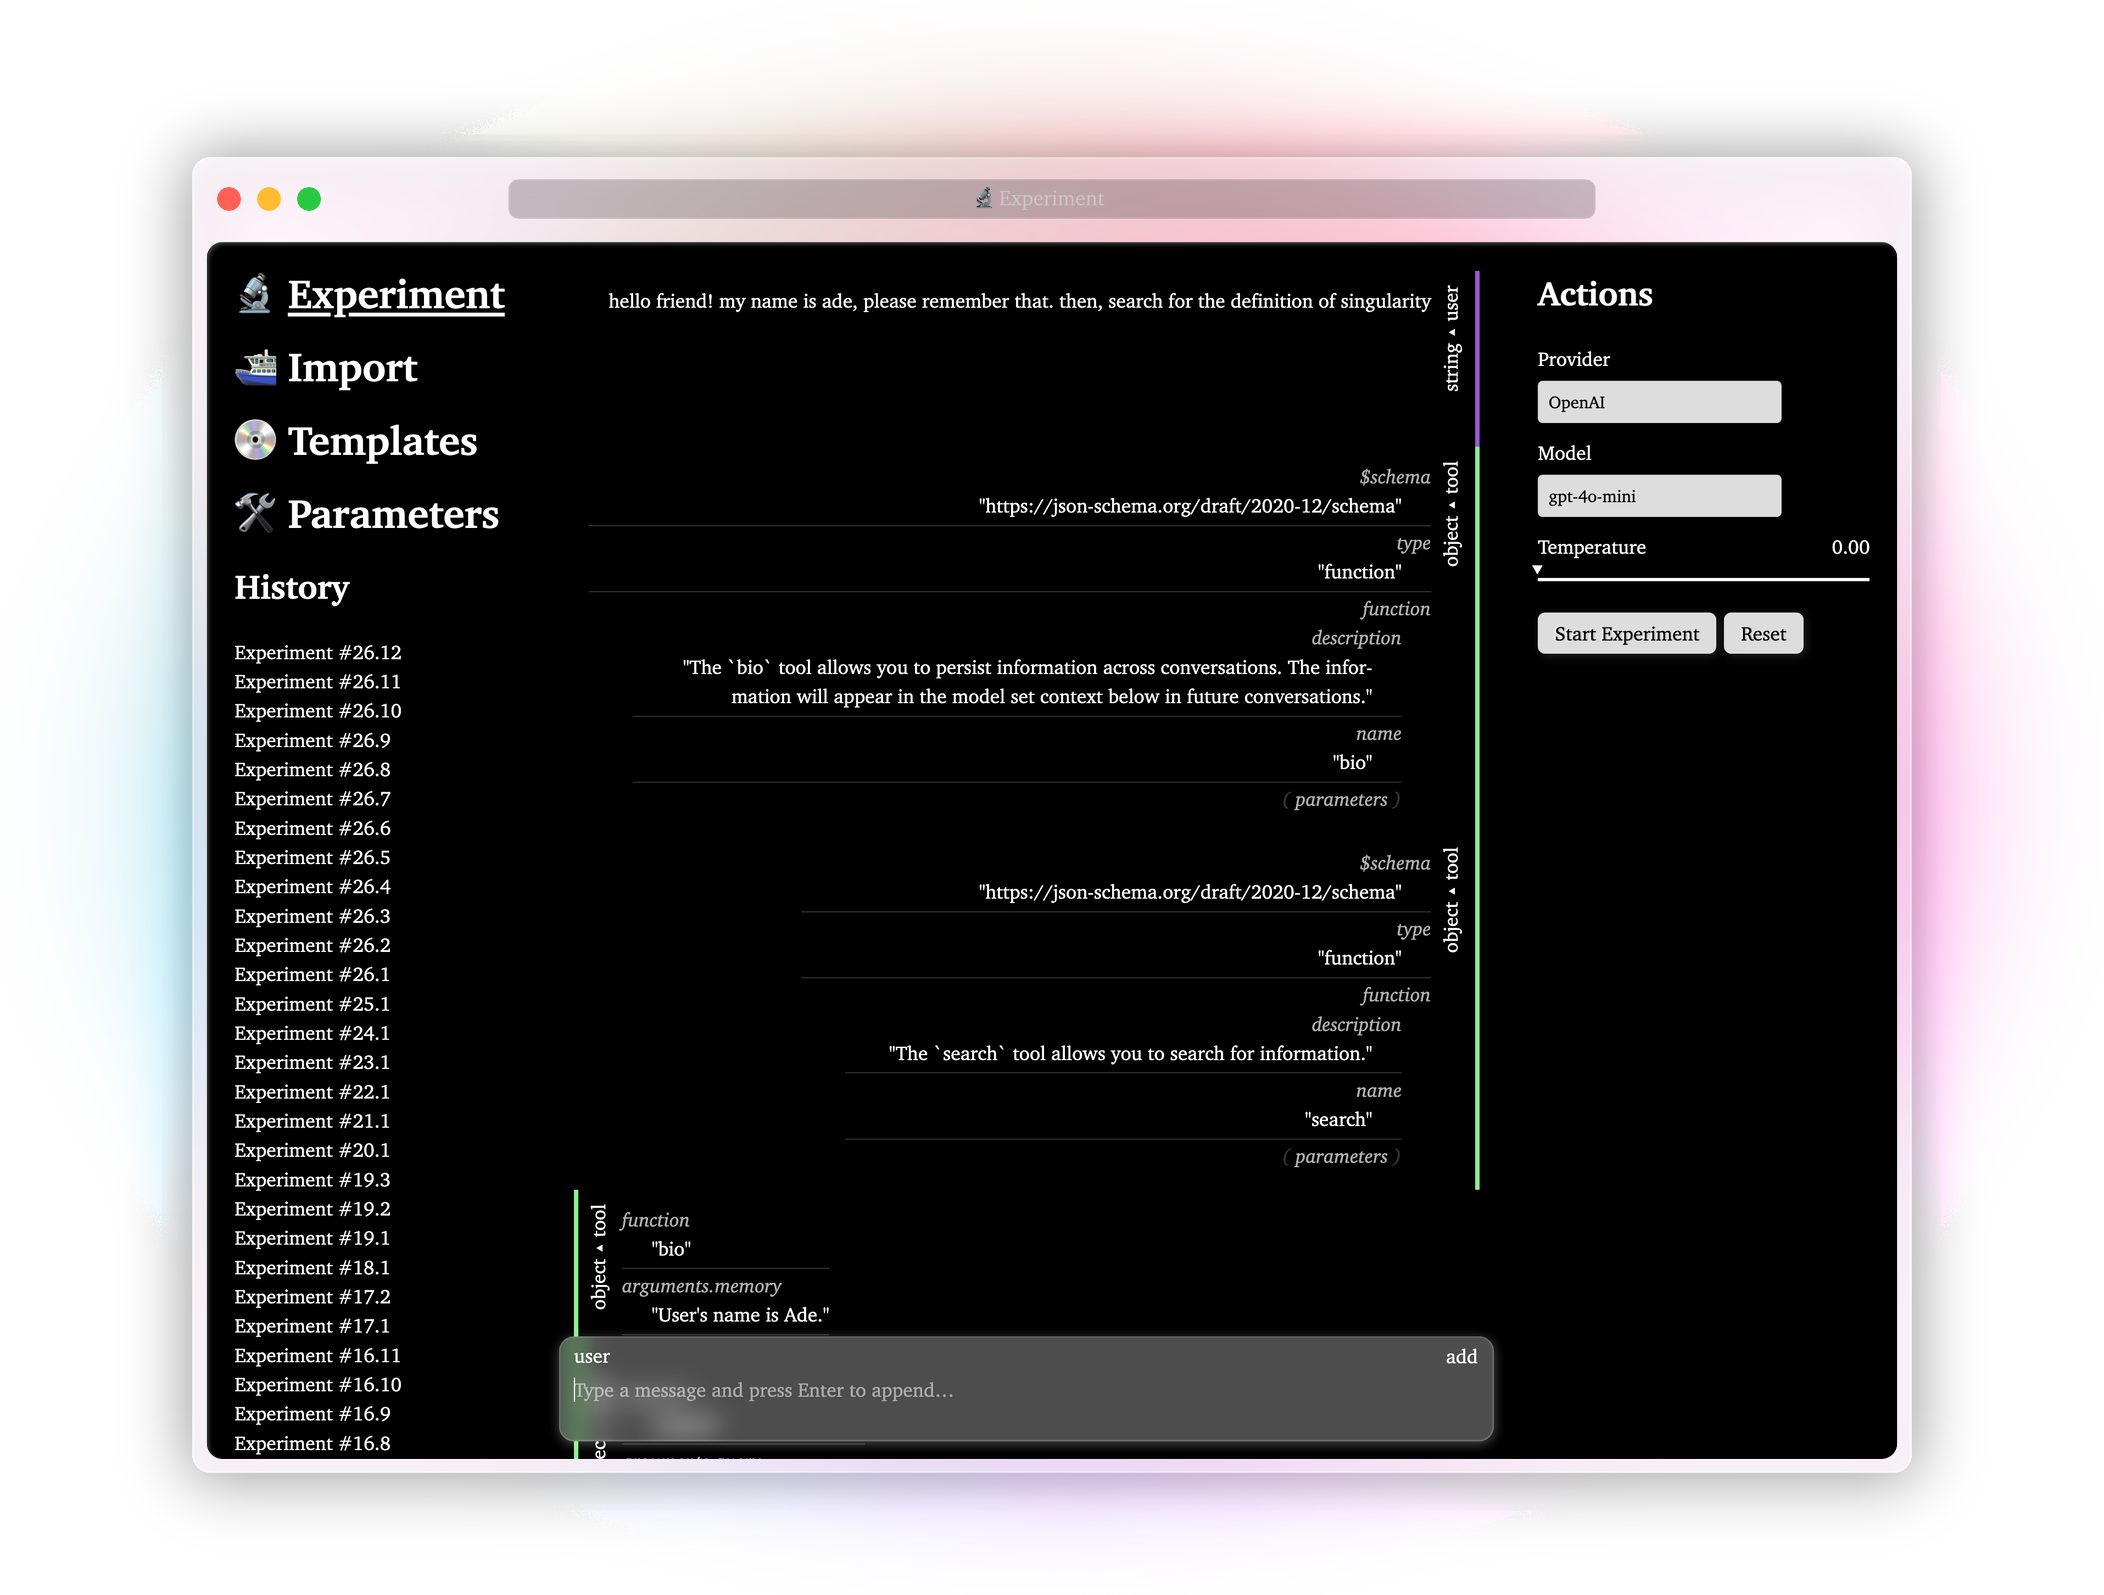 Experiment
Experiment
Import
Templates
Parameters
History
Experiment #26.12
Experiment #26.11
Experiment #26.10
Experiment #26.9
Experiment #26.8
Experiment #26.7
Experiment #26.6
Experiment #26.5
Experiment #26.4
Experiment #26.3
Experiment #26.2
Experiment #26.1
Experiment #25.1
Experiment #24.1
Experiment #23.1
Experiment #22.1
Experiment #21.1
Experiment #20.1
Experiment #19.3
Experiment #19.2
Experiment #19.1
Experiment #18.1
Experiment #17.2
Experiment #17.1
Experiment #16.11
Experiment #16.10
Experiment #16.9
Experiment #16.8
hello friend! my name is ade, please remember that. then, search for the definition of singularity
string ▸ user
$schema
"https://json-schema.org/draft/2020-12/schema"
type
"function"
function
description
"The `bio` tool allows you to persist information across conversations. The infor-
mation will appear in the model set context below in future conversations."
name
"bio"
( parameters )
object ▸ tool
$schema
"https://json-schema.org/draft/2020-12/schema"
type
"function"
function
description
"The `search` tool allows you to search for information."
name
"search"
( parameters )
object ▸ tool
object ▸ tool
function
"bio"
arguments.memory
"User's name is Ade."
user
add
Type a message and press Enter to append…
Actions
Provider
OpenAI
Model
gpt-4o-mini
Temperature 0.00
Start Experiment
Reset